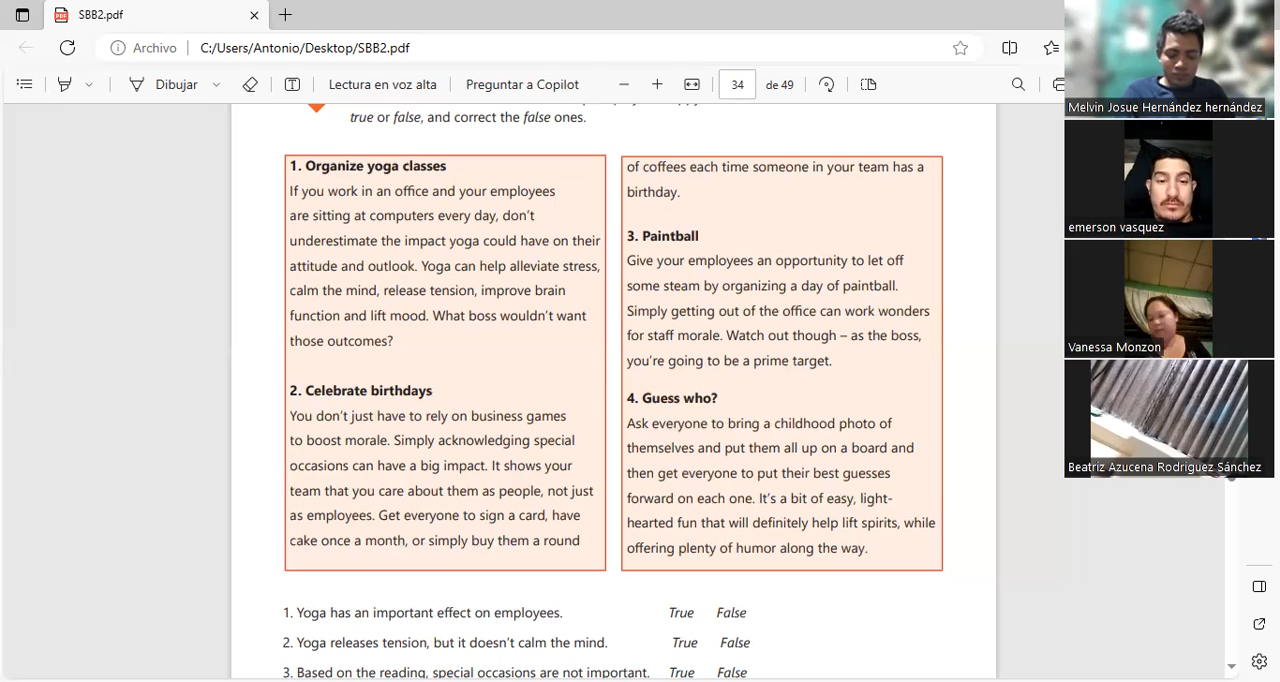 SBB2.pdf
Archivo
C:/Users/Antonio/Desktop/SBB2.pdf
Dibujar
Lectura en voz alta
Preguntar a Copilot
34
de 49
true or false, and correct the false ones.
1. Organize yoga classes
If you work in an office and your employees
are sitting at computers every day, don't
underestimate the impact yoga could have on their
attitude and outlook. Yoga can help alleviate stress,
calm the mind, release tension, improve brain
function and lift mood. What boss wouldn't want
those outcomes?
2. Celebrate birthdays
You don't just have to rely on business games
to boost morale. Simply acknowledging special
occasions can have a big impact. It shows your
team that you care about them as people, not just
as employees. Get everyone to sign a card, have
cake once a month, or simply buy them a round
of coffees each time someone in your team has a
birthday.
3. Paintball
Give your employees an opportunity to let off
some steam by organizing a day of paintball.
Simply getting out of the office can work wonders
for staff morale. Watch out though – as the boss,
you're going to be a prime target.
4. Guess who?
Ask everyone to bring a childhood photo of
themselves and put them all up on a board and
then get everyone to put their best guesses
forward on each one. It's a bit of easy, light-
hearted fun that will definitely help lift spirits, while
offering plenty of humor along the way.
1. Yoga has an important effect on employees. True False
2. Yoga releases tension, but it doesn't calm the mind. True False
3. Based on the reading, special occasions are not important. True False
Melvin Josue Hernández hernández
emerson vasquez
Vanessa Monzon
Beatriz Azucena Rodriguez Sánchez